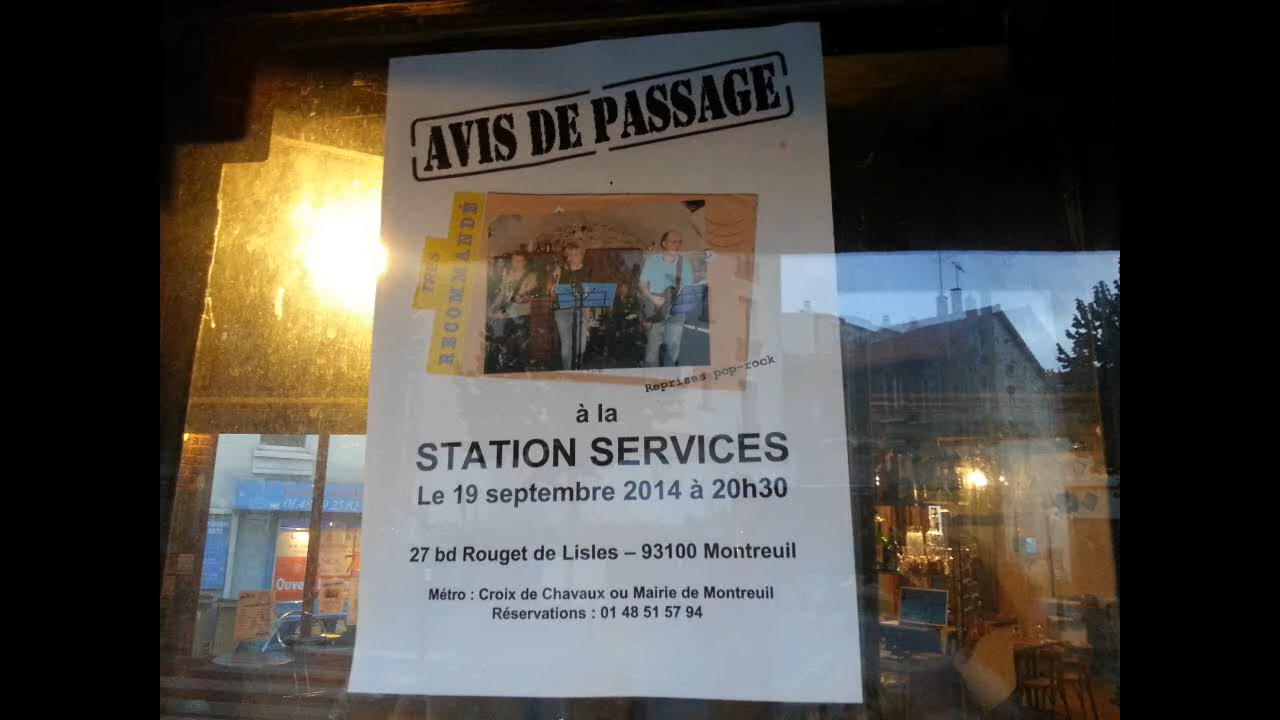 AVIS DE PASSAGE
TRES
RECOMMANDÉ
Reprises pop-rock
à la
STATION SERVICES
Le 19 septembre 2014 à 20h30
27 bd Rouget de Lisles – 93100 Montreuil
Métro : Croix de Chavaux ou Mairie de Montreuil
Réservations : 01 48 51 57 94